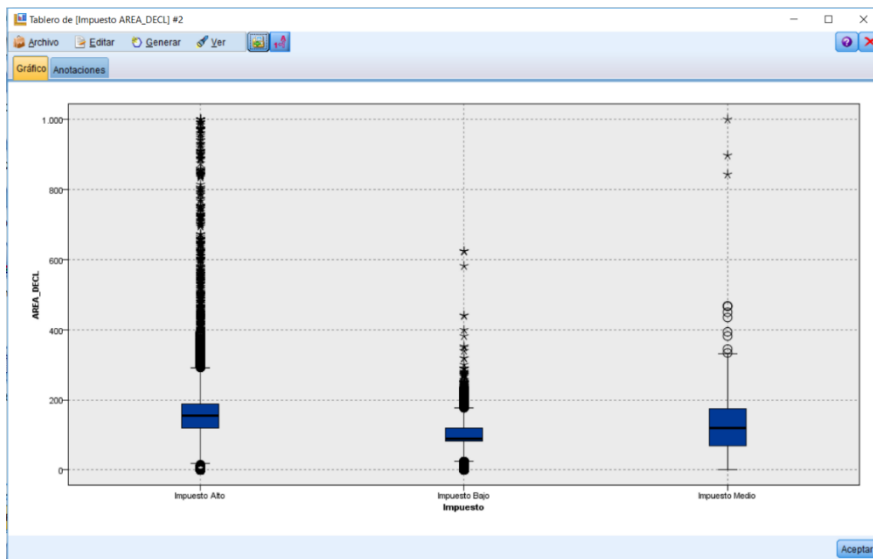 Tablero de [Impuesto AREA_DECL] #2
Archivo Editar Generar Ver
Gráfico Anotaciones
1.000
800
600
400
200
0
AREA_DECL
Impuesto Alto Impuesto Bajo Impuesto Medio
Impuesto
Aceptar